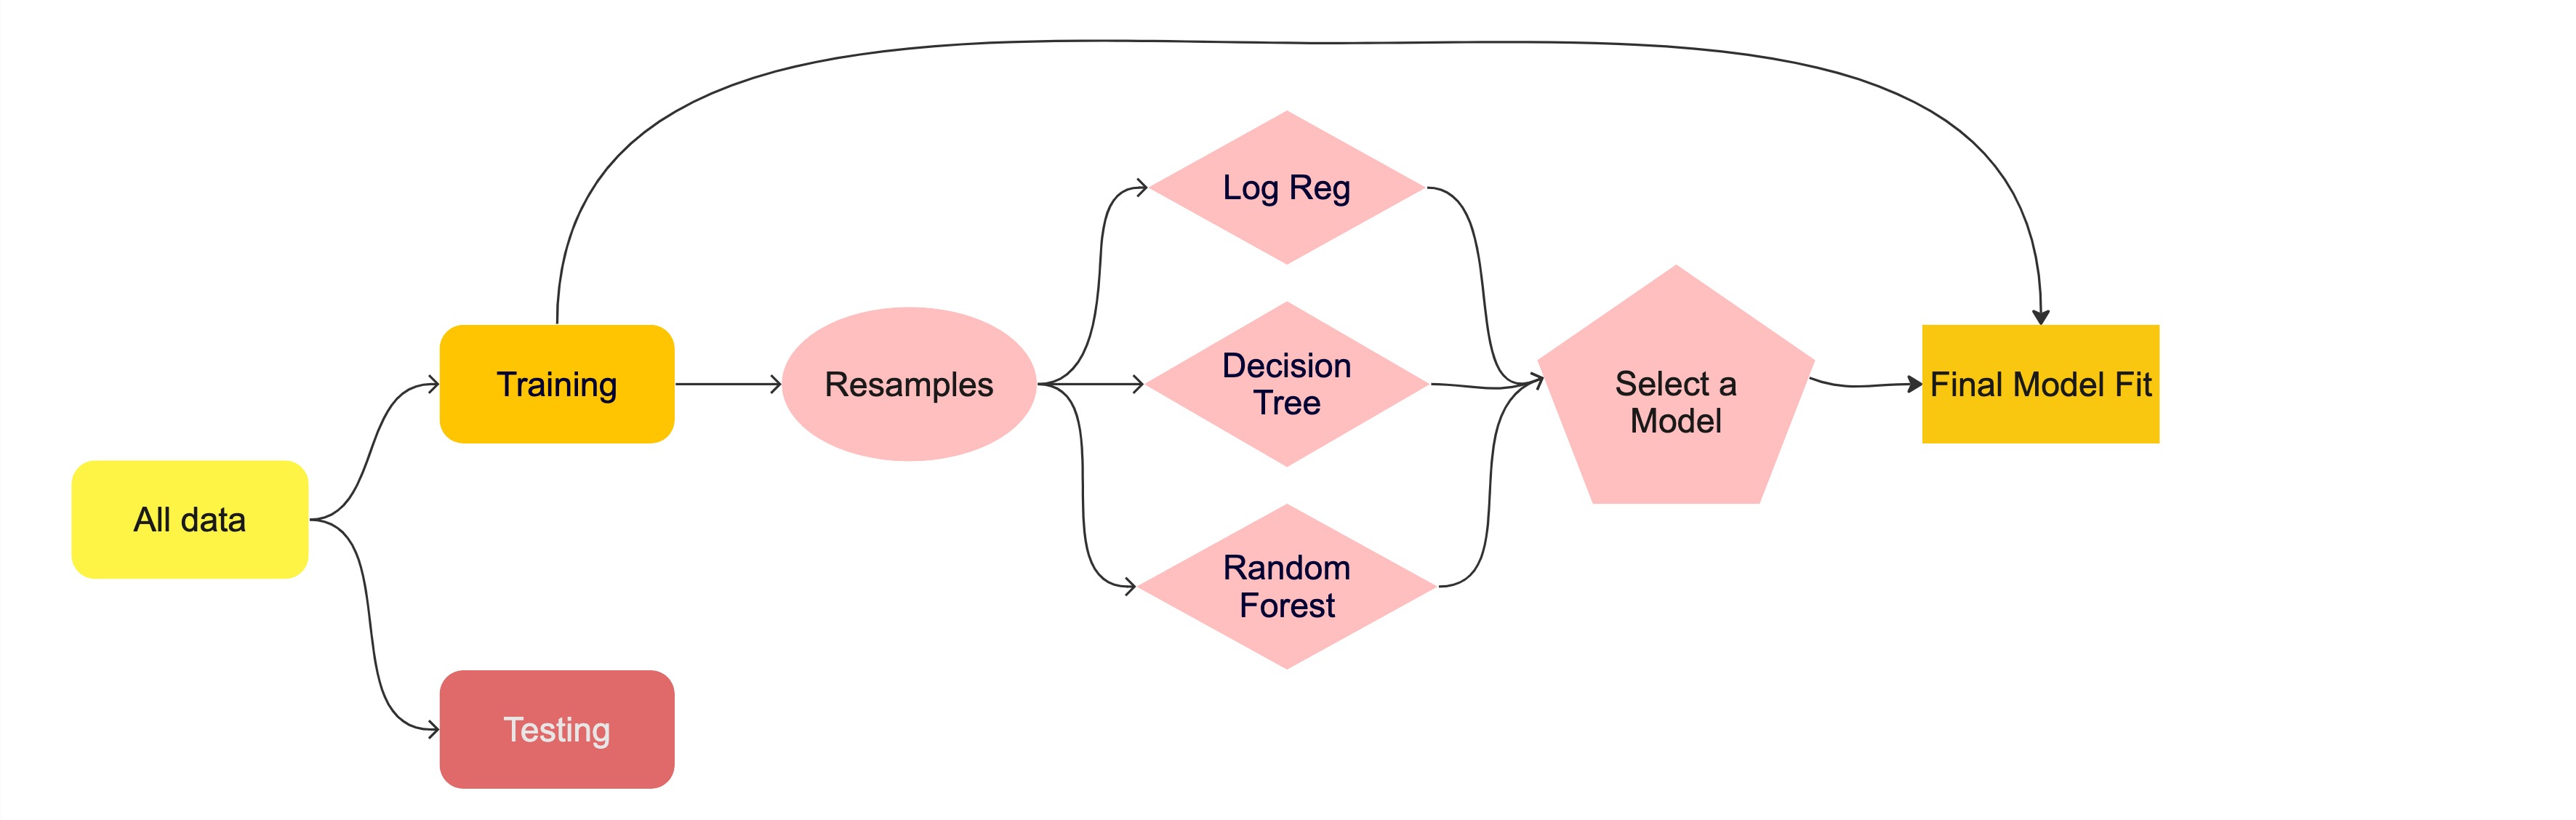 Log Reg
Training
Resamples
Decision
Tree
Select a
Model
Final Model Fit
All data
Random
Forest
Testing